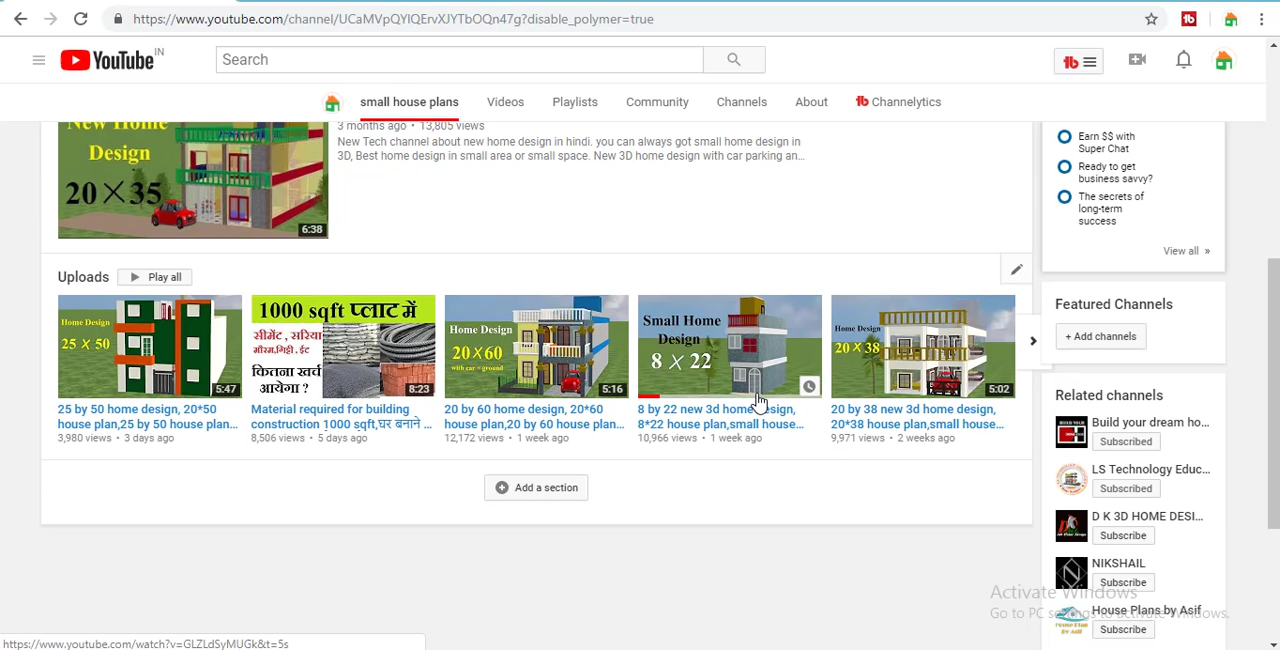 https://www.youtube.com/channel/UCaMVpQYlQErvXJYTbOQn47g?disable_polymer=true
YouTube IN
Search
small house plans
Videos
Playlists
Community
Channels
About
Channelytics
New Home
Design
20×35
6:38
3 months ago • 13,805 views
New Tech channel about new home design in hindi. you can always got small home design in
3D, Best home design in small area or small space. New 3D home design with car parking an...
Earn $$ with
Super Chat
Ready to get
business savvy?
The secrets of
long-term
success
View all »
Uploads
Play all
Home Design
25 X 50
5:47
25 by 50 home design, 20*50
house plan,25 by 50 house plan...
3,980 views • 3 days ago
1000 sqft प्लाट में
सीमेंट , सरिया
मौरम,गिट्टी, ईट
कितना खर्च
आयेगा ?
8:23
Material required for building
construction 1000 sqft,घर बनाने ...
8,506 views • 5 days ago
Home Design
20×60
with car + ground
5:16
20 by 60 home design, 20*60
house plan,20 by 60 house plan...
12,172 views • 1 week ago
Small Home
Design
8 × 22
8 by 22 new 3d home design,
8*22 house plan,small house...
10,966 views • 1 week ago
Home Design
20×38
5:02
20 by 38 new 3d home design,
20*38 house plan,small house...
9,971 views • 2 weeks ago
Add a section
Featured Channels
+ Add channels
Related channels
Build your dream ho...
Subscribed
LS Technology Educ...
Subscribed
D K 3D HOME DESI...
Subscribe
NIKSHAIL
Subscribe
House Plans by Asif
Subscribe
Activate Windows
Go to PC settings to activate Windows.
https://www.youtube.com/watch?v=GLZLdSyMUGk&t=5s